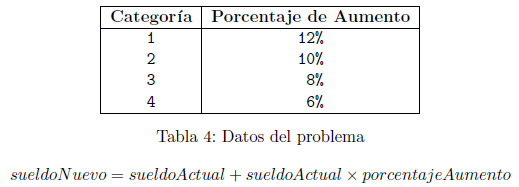 Categoría Porcentaje de Aumento
1 12%
2 10%
3 8%
4 6%
Tabla 4: Datos del problema
sueldoNuevo = sueldoActual + sueldoActual × porcentajeAumento